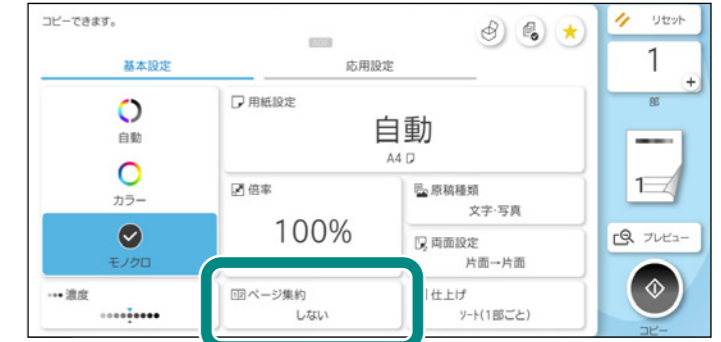 コピーできます。
リセット
基本設定
応用設定
1
+
部
自動
カラー
モノクロ
用紙設定
自動
A4
倍率
100%
原稿種類
文字・写真
両面設定
片面→片面
1
プレビュー
濃度
ページ集約
しない
仕上げ
ソート(1部ごと)
コピー